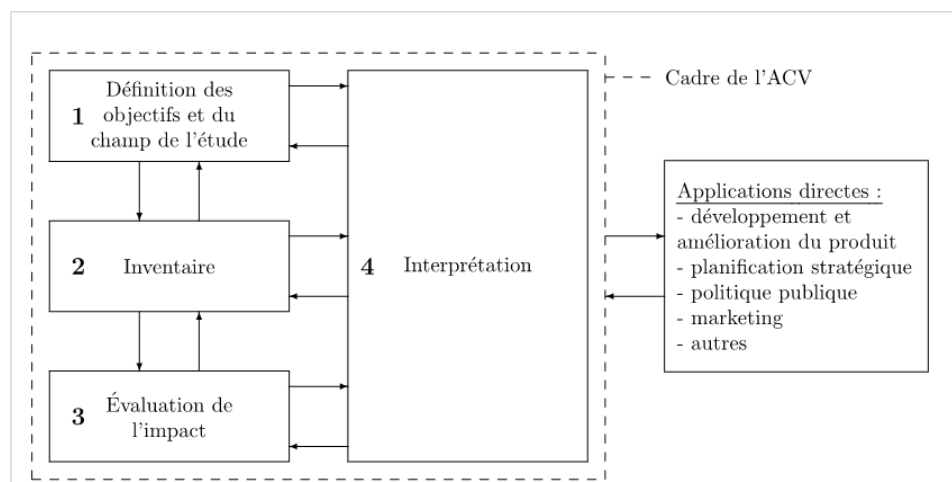 Définition des
1 objectifs et du
champ de l'étude
2 Inventaire
3 Évaluation de
l'impact
4 Interprétation
Cadre de l'ACV
Applications directes :
- développement et
amélioration du produit
- planification stratégique
- politique publique
- marketing
- autres